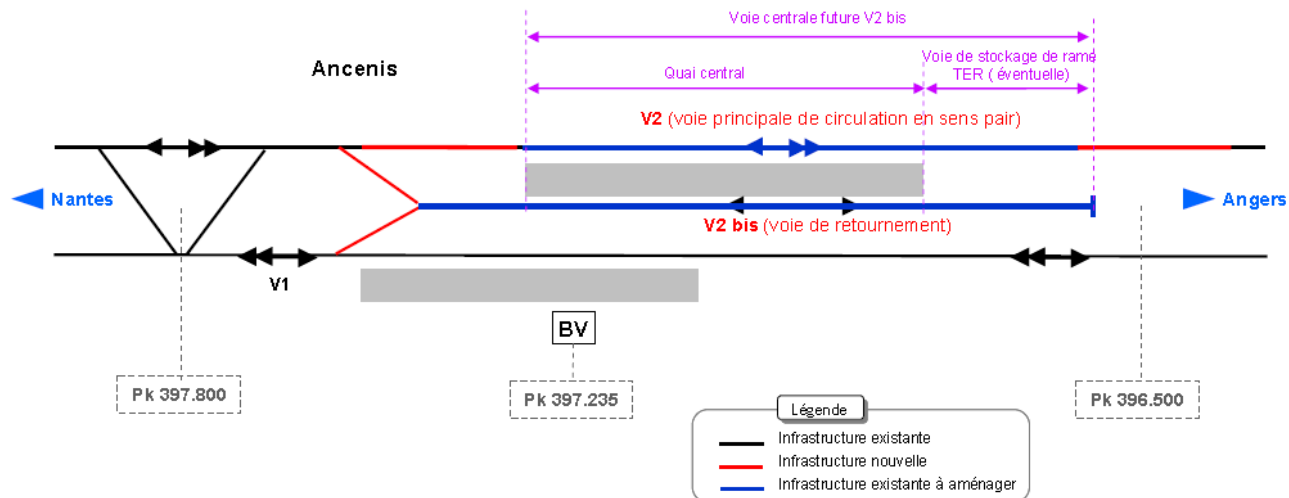 Voie centrale future V2 bis
Ancenis
Quai central
Voie de stockage de rame
TER ( éventuelle)
V2 (voie principale de circulation en sens pair)
Nantes
Angers
V2 bis (voie de retournement)
V1
BV
Pk 397.800
Pk 397.235
Pk 396.500
Légende
Infrastructure existante
Infrastructure nouvelle
Infrastructure existante à aménager